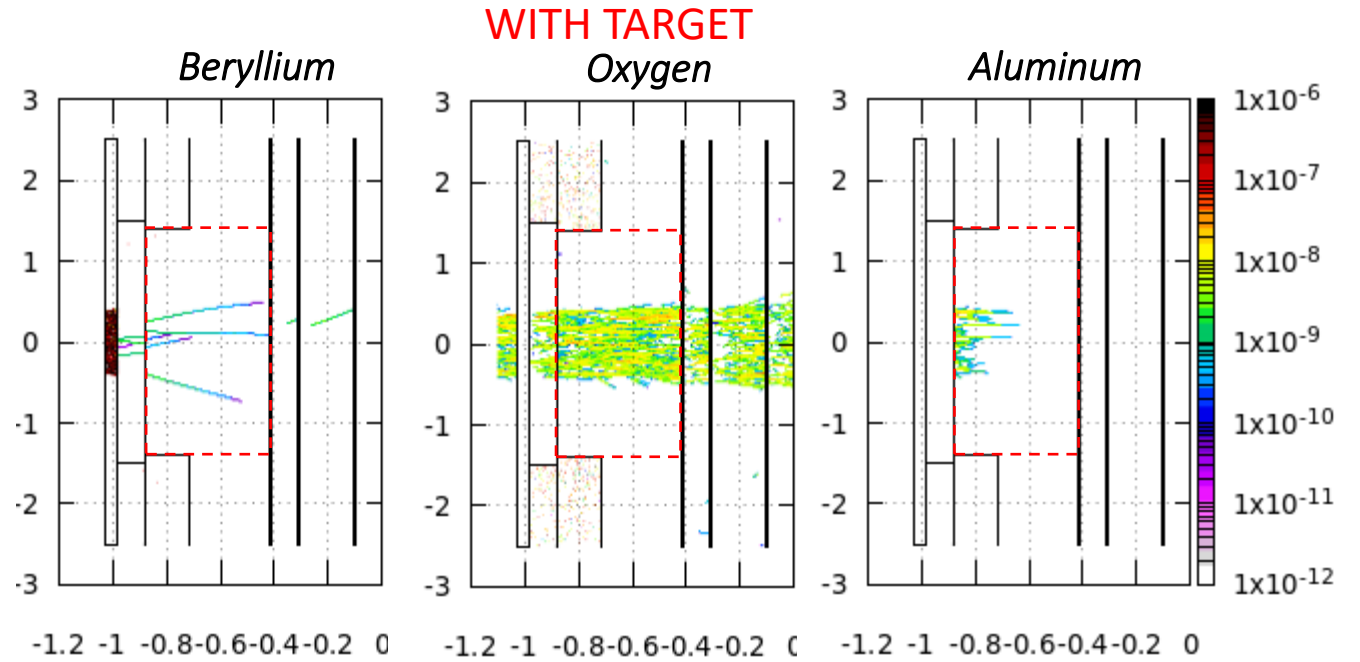 WITH TARGET
Beryllium Oxygen Aluminum
3 3 3 1x10-6
2 2 2 1x10-7
1 1 1 1x10-8
0 0 0 1x10-9
-1 -1 -1 1x10-10
-2 -2 -2 1x10-11
-3 -3 -3 1x10-12
-1.2 -1 -0.8 -0.6 -0.4 -0.2 0 -1.2 -1 -0.8 -0.6 -0.4 -0.2 0 -1.2 -1 -0.8 -0.6 -0.4 -0.2 0